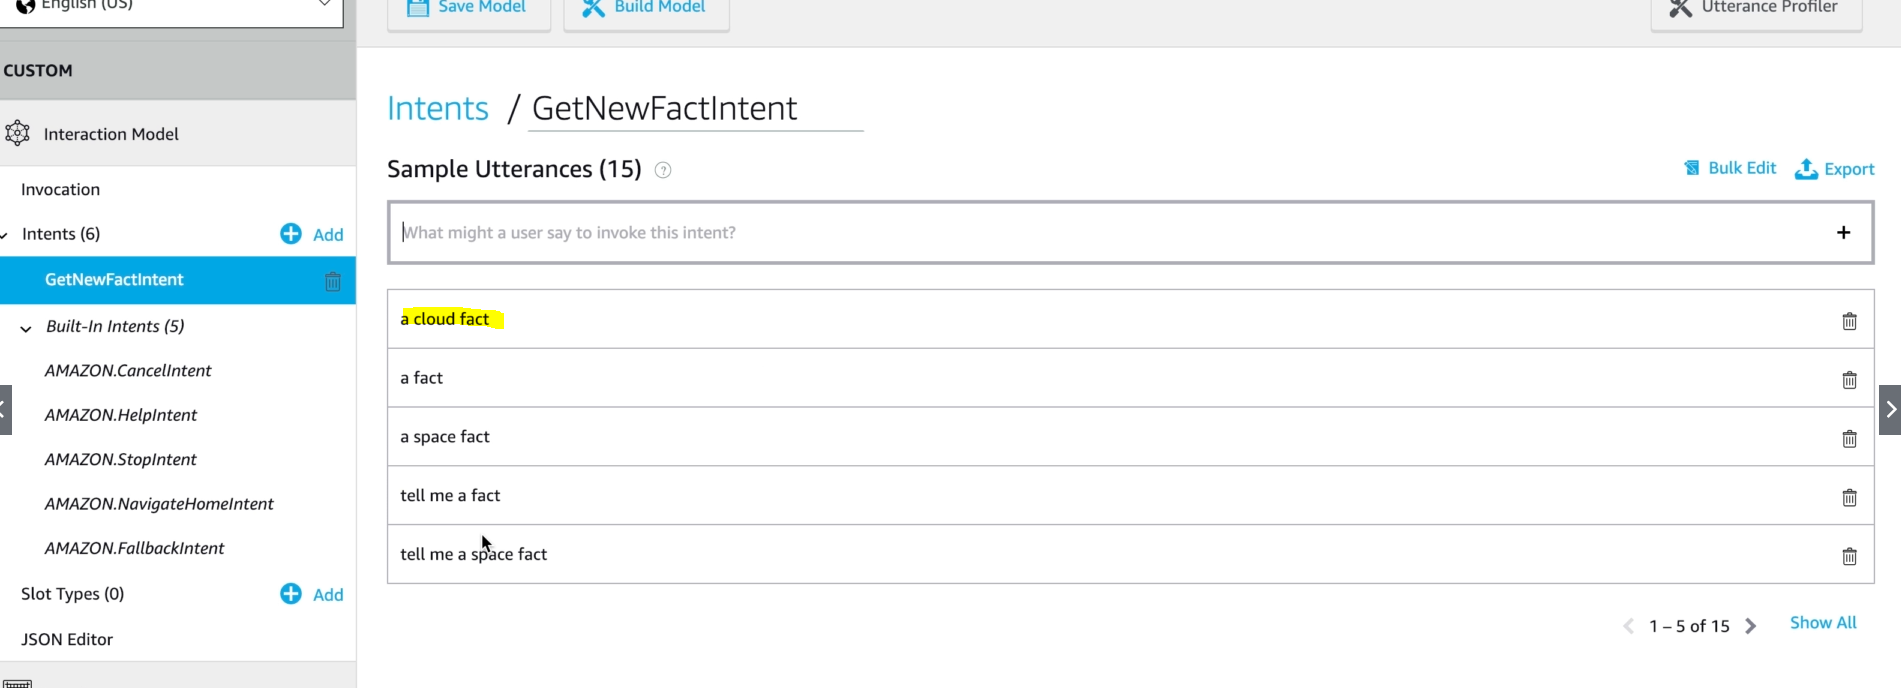 English (US)
Save Model
Build Model
Utterance Profiler
CUSTOM
Interaction Model
Invocation
Intents (6)
Add
GetNewFactIntent
Built-In Intents (5)
AMAZON.CancelIntent
AMAZON.HelpIntent
AMAZON.StopIntent
AMAZON.NavigateHomeIntent
AMAZON.FallbackIntent
Slot Types (0)
Add
JSON Editor
Intents / GetNewFactIntent
Sample Utterances (15) ?
Bulk Edit
Export
What might a user say to invoke this intent?
a cloud fact
a fact
a space fact
tell me a fact
tell me a space fact
1 – 5 of 15
Show All